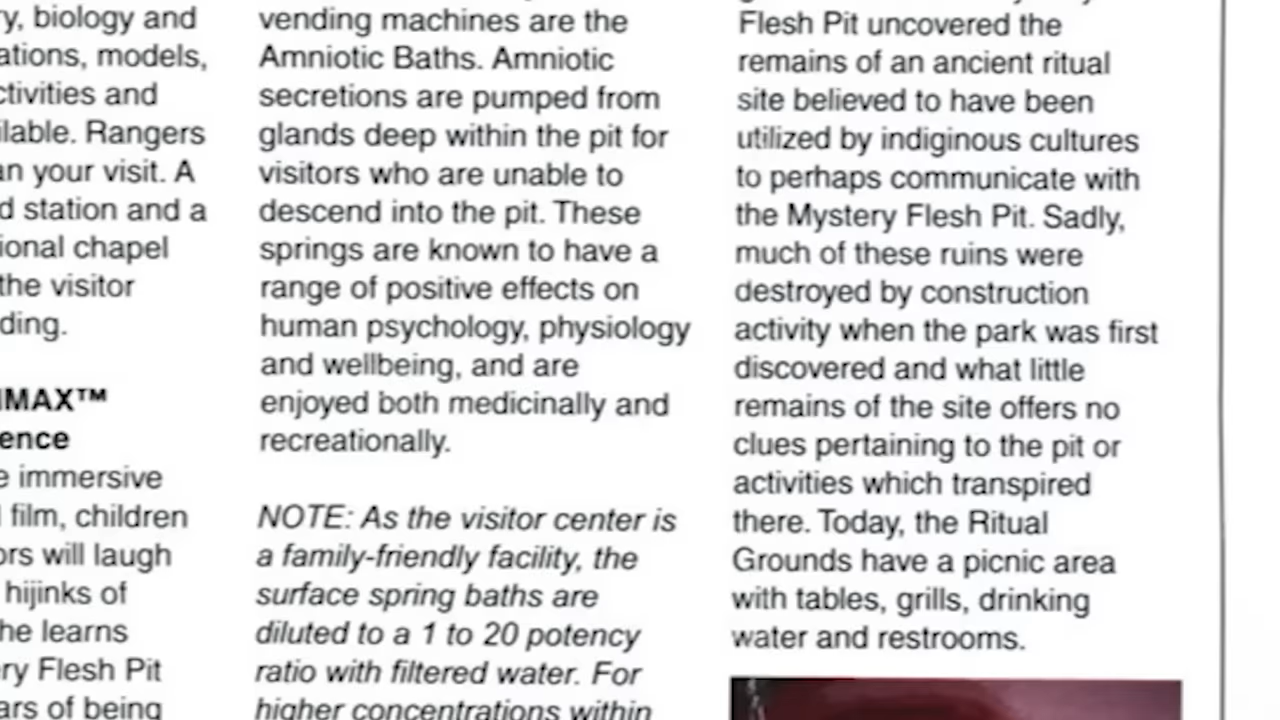 ry, biology and
ations, models,
ctivities and
ilable. Rangers
an your visit. A
d station and a
ional chapel
the visitor
ding.
IMAX™
ence
e immersive
film, children
ors will laugh
hijinks of
he learns
ry Flesh Pit
ars of being
vending machines are the
Amniotic Baths. Amniotic
secretions are pumped from
glands deep within the pit for
visitors who are unable to
descend into the pit. These
springs are known to have a
range of positive effects on
human psychology, physiology
and wellbeing, and are
enjoyed both medicinally and
recreationally.
NOTE: As the visitor center is
a family-friendly facility, the
surface spring baths are
diluted to a 1 to 20 potency
ratio with filtered water. For
higher concentrations within
Flesh Pit uncovered the
remains of an ancient ritual
site believed to have been
utilized by indiginous cultures
to perhaps communicate with
the Mystery Flesh Pit. Sadly,
much of these ruins were
destroyed by construction
activity when the park was first
discovered and what little
remains of the site offers no
clues pertaining to the pit or
activities which transpired
there. Today, the Ritual
Grounds have a picnic area
with tables, grills, drinking
water and restrooms.